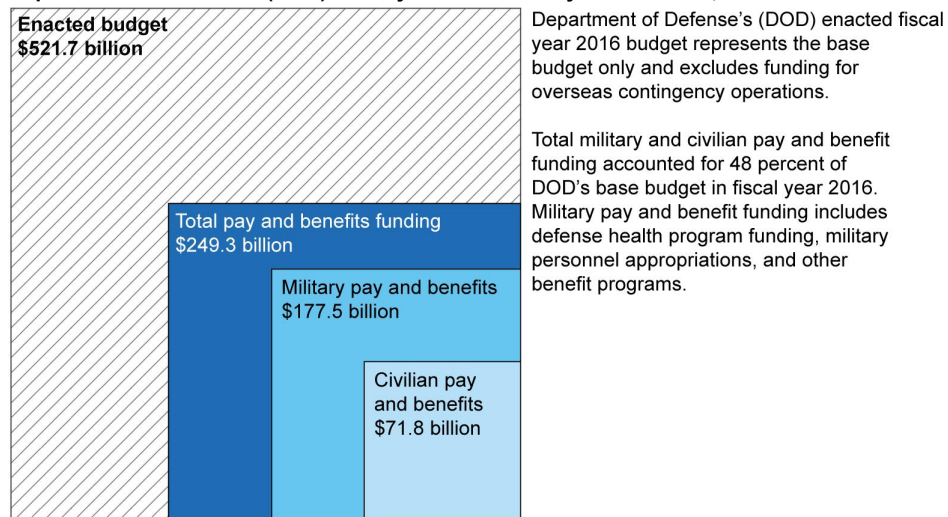 Enacted budget
$521.7 billion
Total pay and benefits funding
$249.3 billion
Military pay and benefits
$177.5 billion
Civilian pay
and benefits
$71.8 billion
Department of Defense’s (DOD) enacted fiscal
year 2016 budget represents the base
budget only and excludes funding for
overseas contingency operations.
Total military and civilian pay and benefit
funding accounted for 48 percent of
DOD’s base budget in fiscal year 2016.
Military pay and benefit funding includes
defense health program funding, military
personnel appropriations, and other
benefit programs.